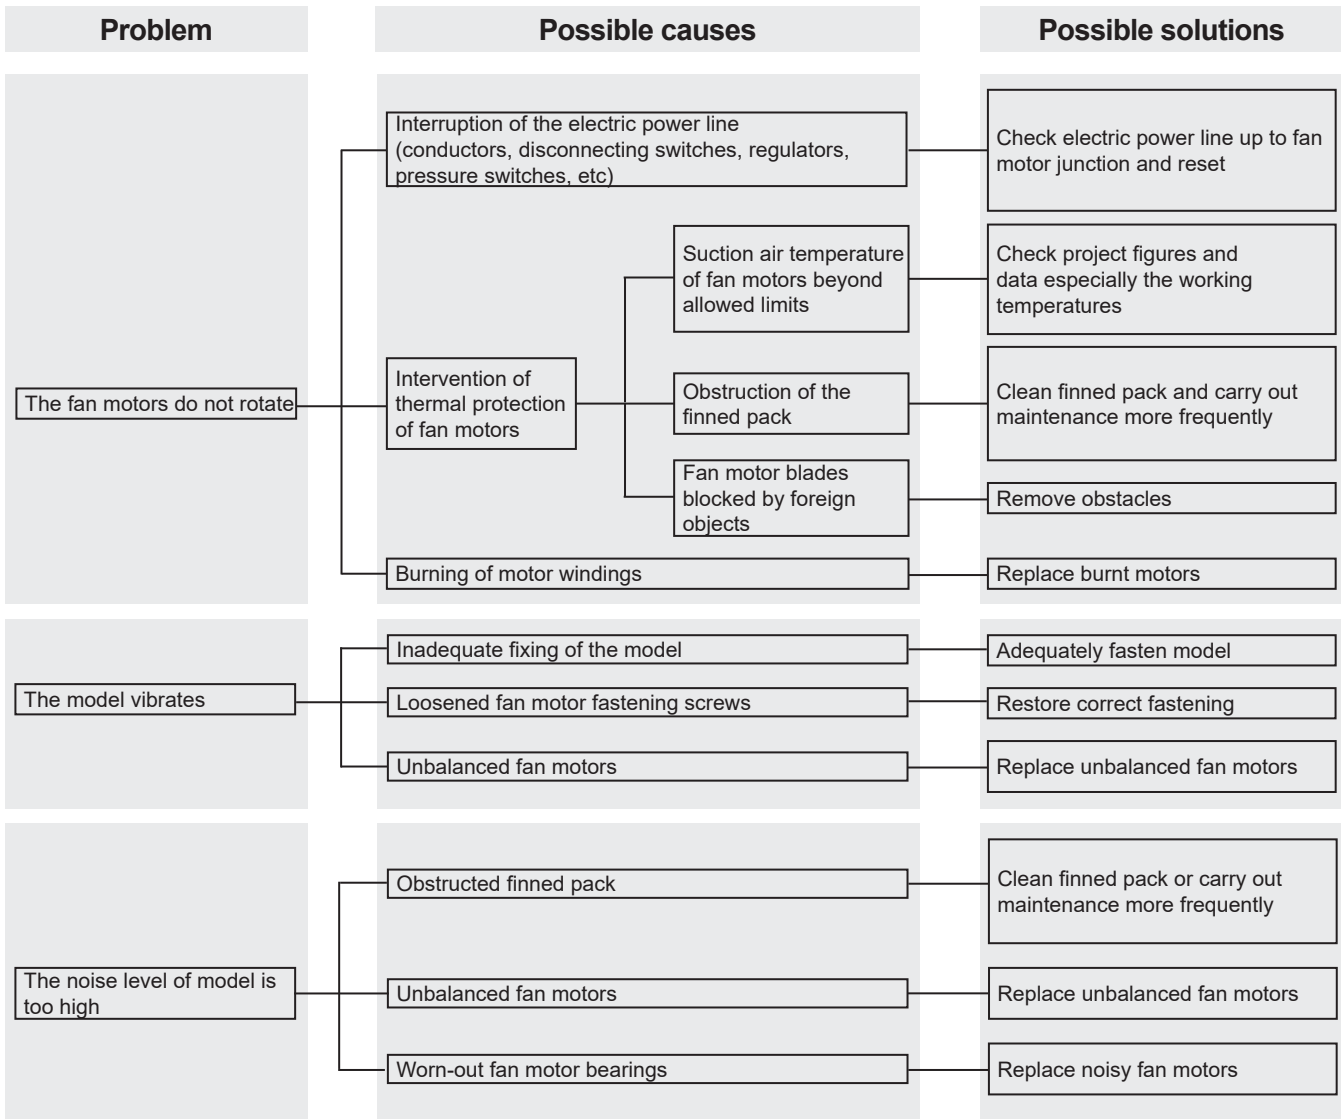 Problem
Possible causes
Possible solutions
The fan motors do not rotate
Interruption of the electric power line
(conductors, disconnecting switches, regulators,
pressure switches, etc)
Check electric power line up to fan
motor junction and reset
Intervention of
thermal protection
of fan motors
Suction air temperature
of fan motors beyond
allowed limits
Check project figures and
data especially the working
temperatures
Obstruction of the
finned pack
Clean finned pack and carry out
maintenance more frequently
Fan motor blades
blocked by foreign
objects
Remove obstacles
Burning of motor windings
Replace burnt motors
The model vibrates
Inadequate fixing of the model
Adequately fasten model
Loosened fan motor fastening screws
Restore correct fastening
Unbalanced fan motors
Replace unbalanced fan motors
The noise level of model is
too high
Obstructed finned pack
Clean finned pack or carry out
maintenance more frequently
Unbalanced fan motors
Replace unbalanced fan motors
Worn-out fan motor bearings
Replace noisy fan motors